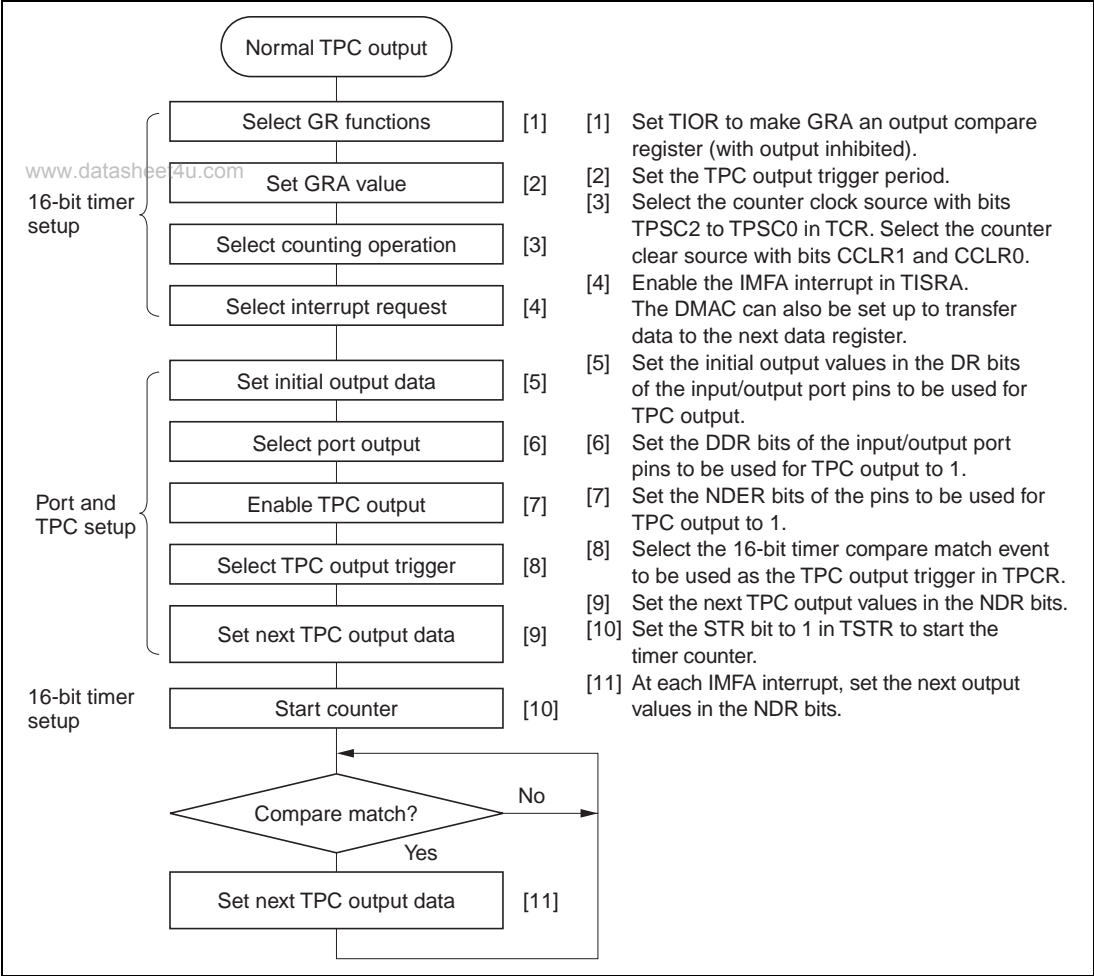 Normal TPC output
Select GR functions [1]
www.datasheet4u.com
Set GRA value [2]
16-bit timer
setup
Select counting operation [3]
Select interrupt request [4]
Set initial output data [5]
Select port output [6]
Port and
TPC setup
Enable TPC output [7]
Select TPC output trigger [8]
Set next TPC output data [9]
16-bit timer
setup
Start counter [10]
Compare match?
No
Yes
Set next TPC output data [11]
[1] Set TIOR to make GRA an output compare
register (with output inhibited).
[2] Set the TPC output trigger period.
[3] Select the counter clock source with bits
TPSC2 to TPSC0 in TCR. Select the counter
clear source with bits CCLR1 and CCLR0.
[4] Enable the IMFA interrupt in TISRA.
The DMAC can also be set up to transfer
data to the next data register.
[5] Set the initial output values in the DR bits
of the input/output port pins to be used for
TPC output.
[6] Set the DDR bits of the input/output port
pins to be used for TPC output to 1.
[7] Set the NDER bits of the pins to be used for
TPC output to 1.
[8] Select the 16-bit timer compare match event
to be used as the TPC output trigger in TPCR.
[9] Set the next TPC output values in the NDR bits.
[10] Set the STR bit to 1 in TSTR to start the
timer counter.
[11] At each IMFA interrupt, set the next output
values in the NDR bits.